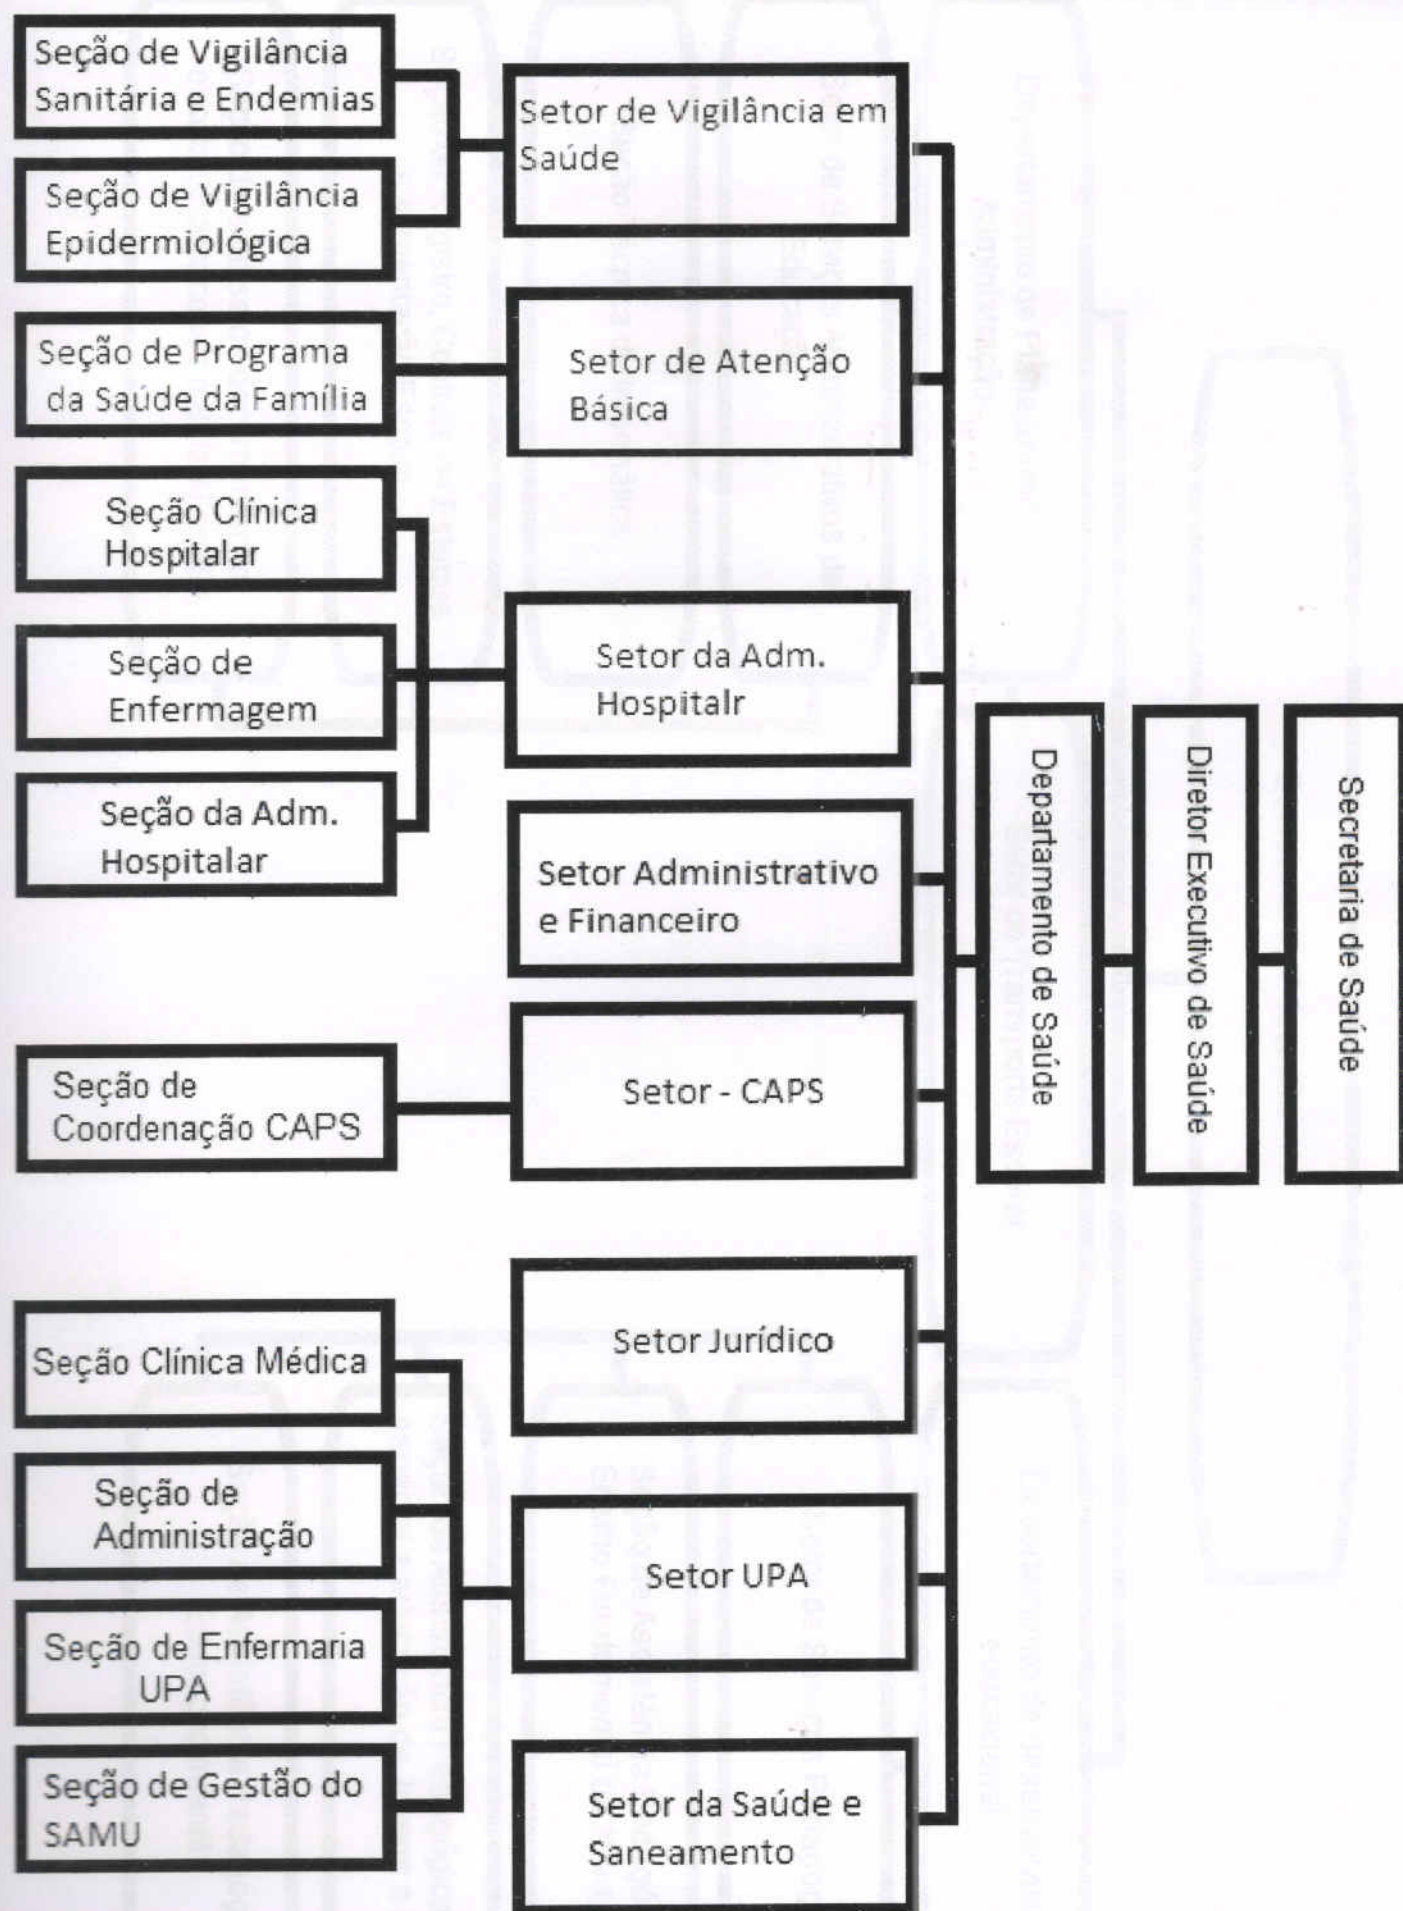 Seção de Vigilância
Sanitária e Endemias
Seção de Vigilância
Epidermiológica
Seção de Programa
da Saúde da Família
Seção Clínica
Hospitalar
Seção de
Enfermagem
Seção da Adm.
Hospitalar
Seção de
Coordenação CAPS
Seção Clínica Médica
Seção de
Administração
Seção de Enfermaria
UPA
Seção de Gestão do
SAMU
Setor de Vigilância em
Saúde
Setor de Atenção
Básica
Setor da Adm.
Hospitalr
Setor Administrativo
e Financeiro
Setor - CAPS
Setor Jurídico
Setor UPA
Setor da Saúde e
Saneamento
Departamento de Saúde
Diretor Executivo de Saúde
Secretaria de Saúde